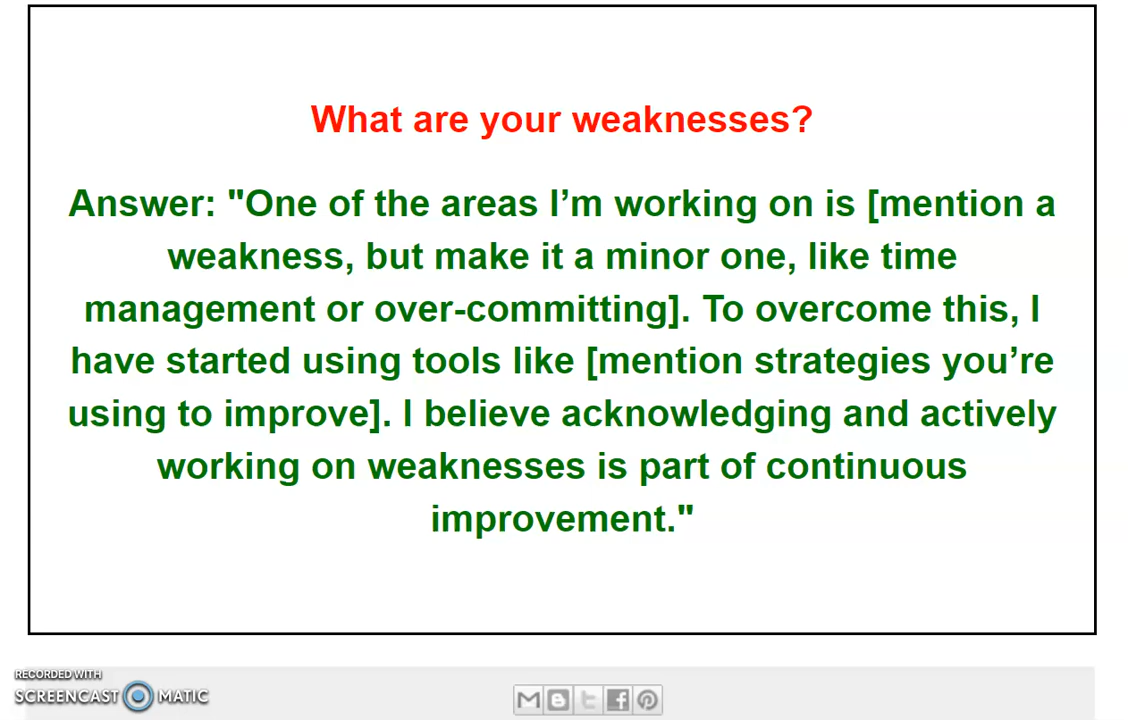 What are your weaknesses?
Answer: "One of the areas I’m working on is [mention a
weakness, but make it a minor one, like time
management or over-committing]. To overcome this, I
have started using tools like [mention strategies you’re
using to improve]. I believe acknowledging and actively
working on weaknesses is part of continuous
improvement."
RECORDED WITH
SCREENCAST MATIC